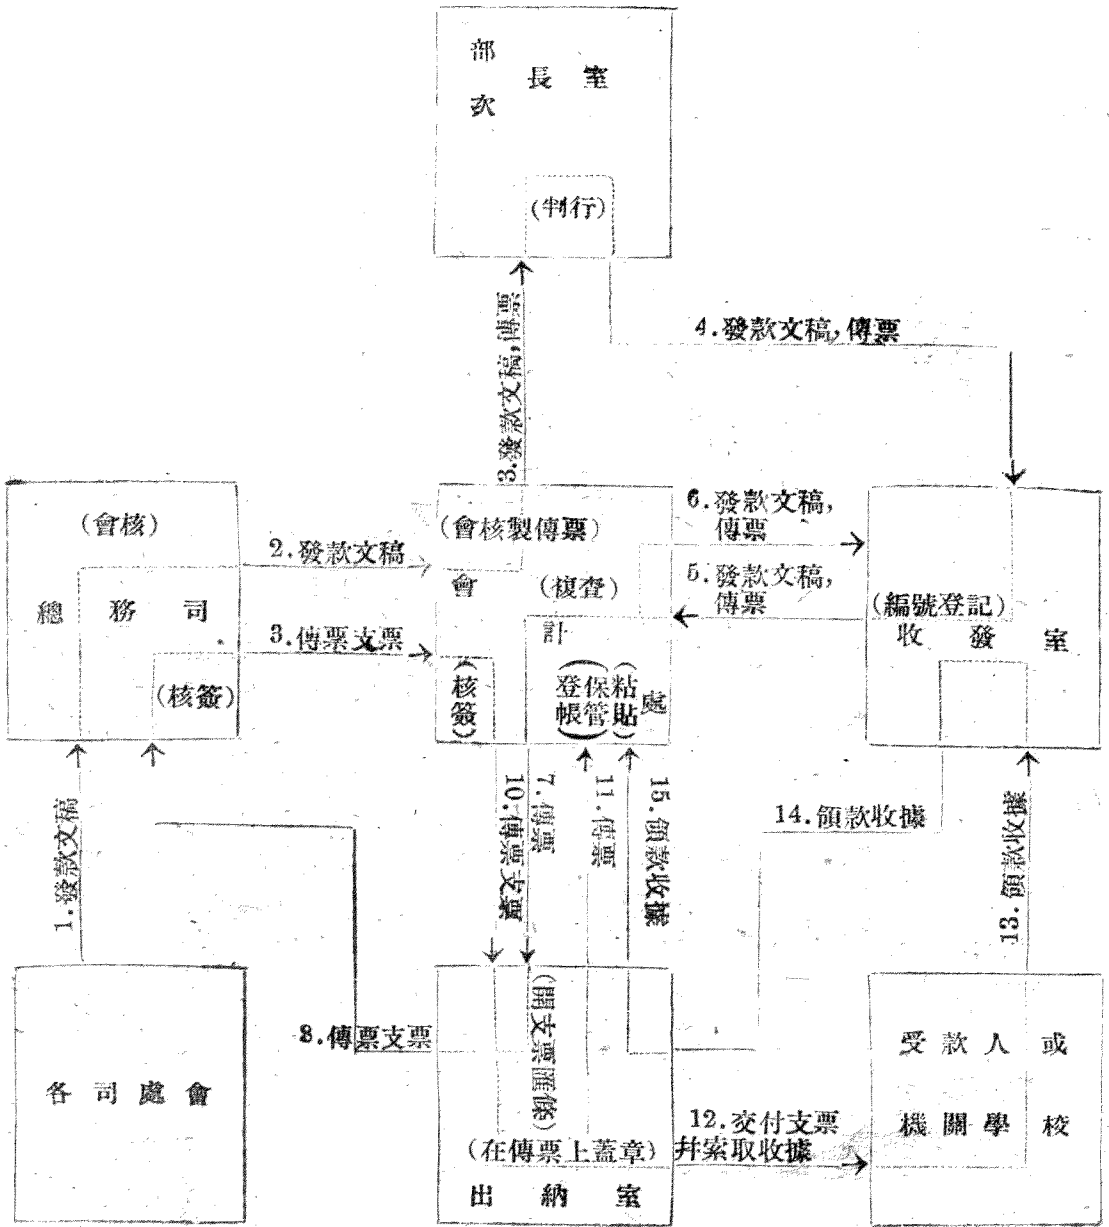 部次長室
(判行)
3.發款文稿,傳票
4.發款文稿,傳票
(會核)
總務司
(核簽)
2.發款文稿
3.傳票支票
(會核製傳票)
(複查)
會計處
(核簽)
(登帳)
(保管)
(粘貼)
6.發款文稿,
傳票
5.發款文稿,
傳票
(編號登記)
收發室
1.發款文稿
10.傳票支票
7.傳票
11.傳票
15.領款收據
14.領款收據
13.領款收據
各司處會
8.傳票支票
(開支票匯條)
(在傳票上蓋章)
出納室
12.交付支票
并索取收據
受款人或
機關學校